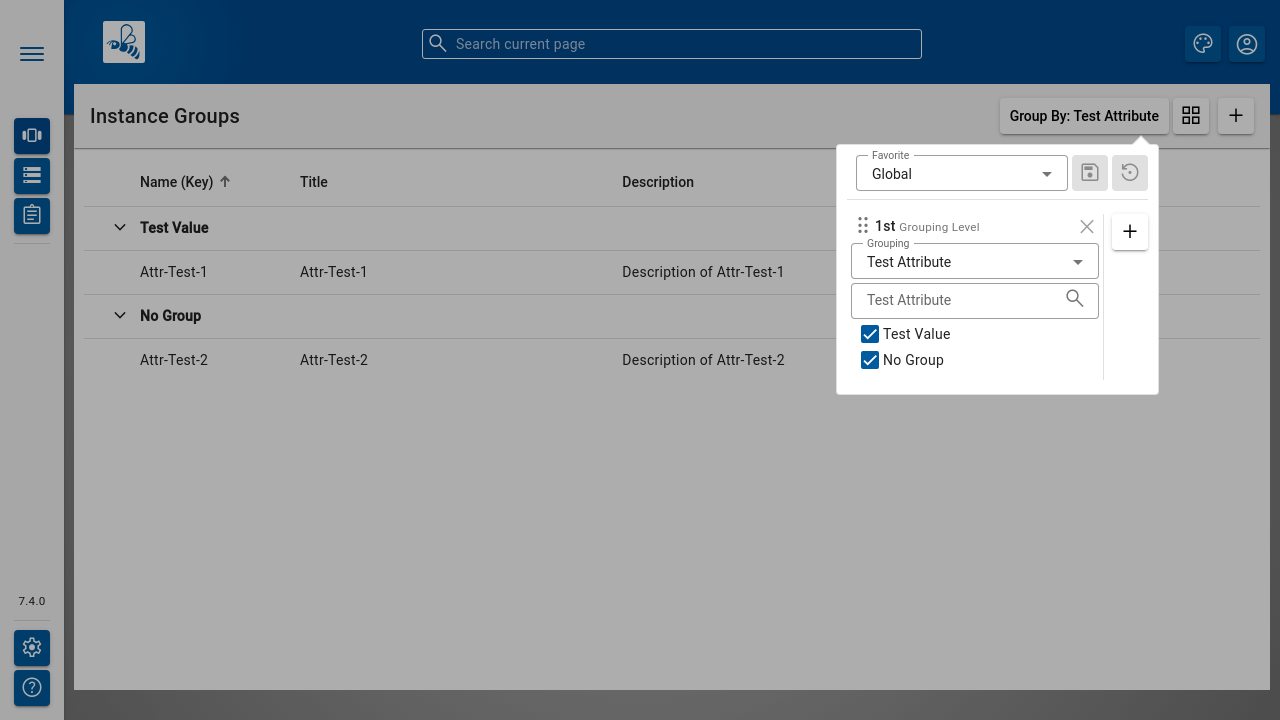 Search current page
Instance Groups
Group By: Test Attribute
Name (Key) Title Description
Test Value
Attr-Test-1 Attr-Test-1 Description of Attr-Test-1
No Group
Attr-Test-2 Attr-Test-2 Description of Attr-Test-2
Favorite
Global
1st Grouping Level
Grouping
Test Attribute
Test Attribute
Test Value
No Group
7.4.0